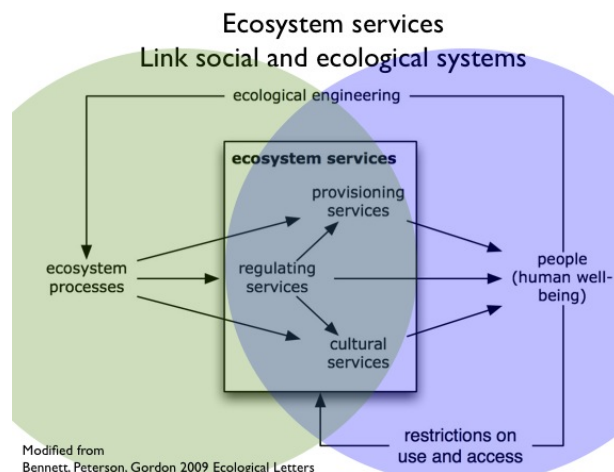 Ecosystem services
Link social and ecological systems
ecological engineering
ecosystem services
provisioning
services
ecosystem
processes
regulating
services
people
(human well-
being)
cultural
services
restrictions on
use and access
Modified from
Bennett, Peterson, Gordon 2009 Ecological Letters